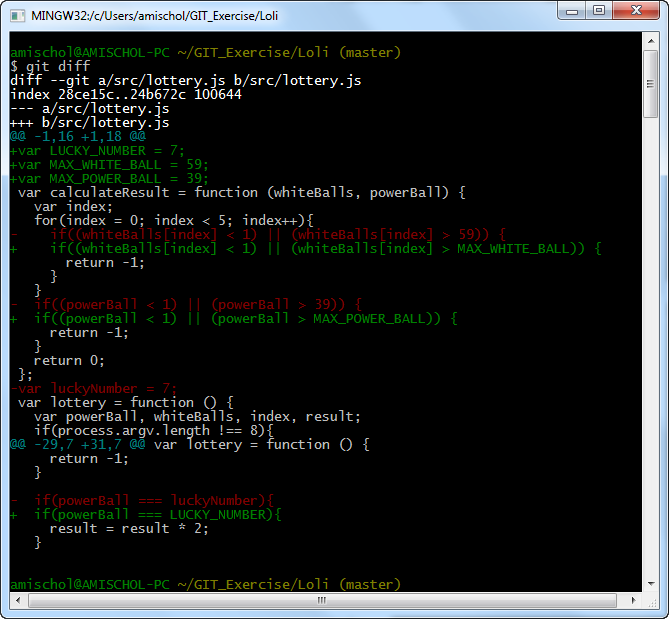 MINGW32:/c/Users/amischol/GIT_Exercise/Loli
amischol@AMISCHOL-PC ~/GIT_Exercise/Loli (master)
$ git diff
diff --git a/src/lottery.js b/src/lottery.js
index 28ce15c..24b672c 100644
--- a/src/lottery.js
+++ b/src/lottery.js
@@ -1,16 +1,18 @@
+var LUCKY_NUMBER = 7;
+var MAX_WHITE_BALL = 59;
+var MAX_POWER_BALL = 39;
 var calculateResult = function (whiteBalls, powerBall) {
   var index;
   for(index = 0; index < 5; index++){
-    if((whiteBalls[index] < 1) || (whiteBalls[index] > 59)) {
+    if((whiteBalls[index] < 1) || (whiteBalls[index] > MAX_WHITE_BALL)) {
       return -1;
     }
   }
-  if((powerBall < 1) || (powerBall > 39)) {
+  if((powerBall < 1) || (powerBall > MAX_POWER_BALL)) {
     return -1;
   }
   return 0;
 };
-var luckyNumber = 7;
 var lottery = function () {
   var powerBall, whiteBalls, index, result;
   if(process.argv.length !== 8){
@@ -29,7 +31,7 @@ var lottery = function () {
     return -1;
   }

-  if(powerBall === luckyNumber){
+  if(powerBall === LUCKY_NUMBER){
     result = result * 2;
   }

amischol@AMISCHOL-PC ~/GIT_Exercise/Loli (master)